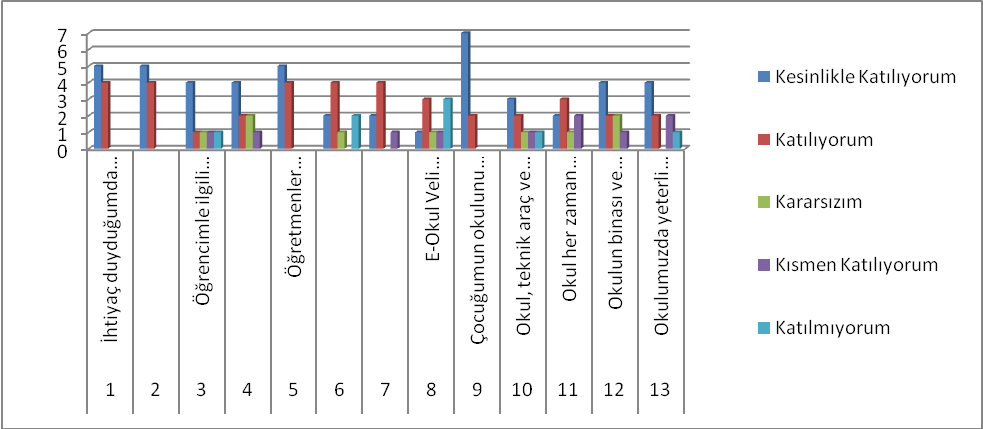 7
6
5
4
3
2
1
0
İhtiyaç duyduğumda...
Öğrencimle ilgili...
Öğretmenler...
E-Okul Veli...
Çocuğumun okulunu...
Okul, teknik araç ve...
Okul her zaman...
Okulun binası ve...
Okulumuzda yeterli...
1 2 3 4 5 6 7 8 9 10 11 12 13
Kesinlikle Katılıyorum
Katılıyorum
Kararsızım
Kısmen Katılıyorum
Katılmıyorum